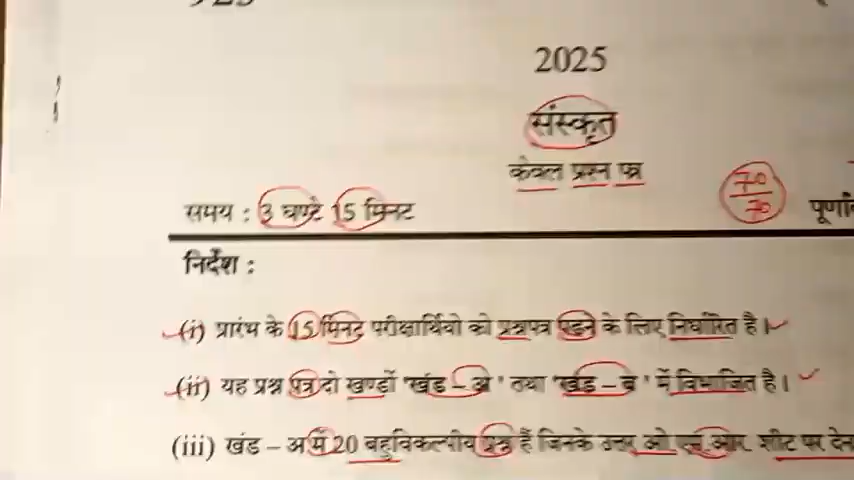 2025
संस्कृत
केवल प्रश्न पत्र
70/70
समय : 3 घण्टे 15 मिनट
निर्देश :
(i) प्रारंभ के 15 मिनट परीक्षार्थियो को प्रश्नपत्र पढ़ने के लिए निर्धारित है।
(ii) यह प्रश्न पत्र दो खण्डों 'खंड – अ' तथा 'खंड – ब' में विभाजित है।
(iii) खंड – अ में 20 बहुविकल्पीय प्रश्न हैं जिनके उत्तर ओ एम आर शीट पर देन